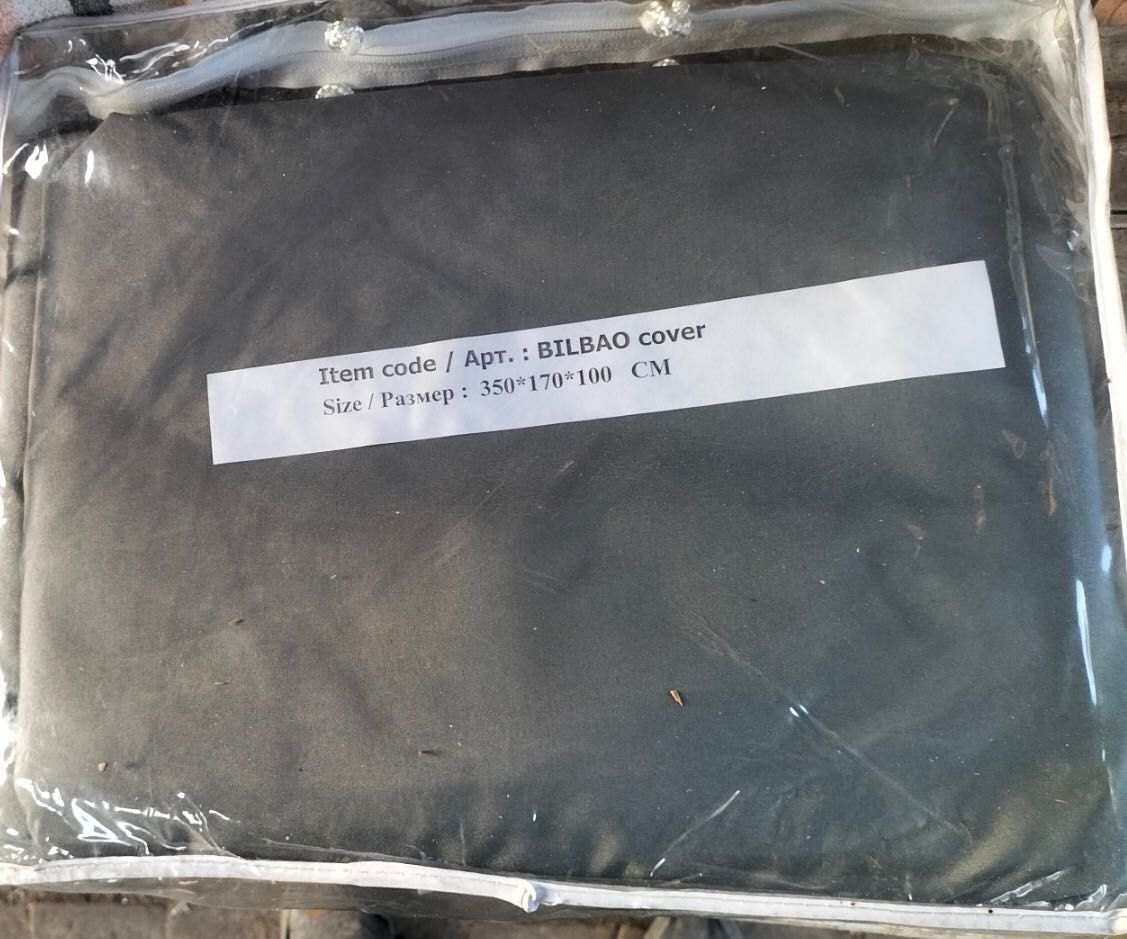 Item code / Арт. : BILBAO cover
Size / Размер : 350*170*100 CM